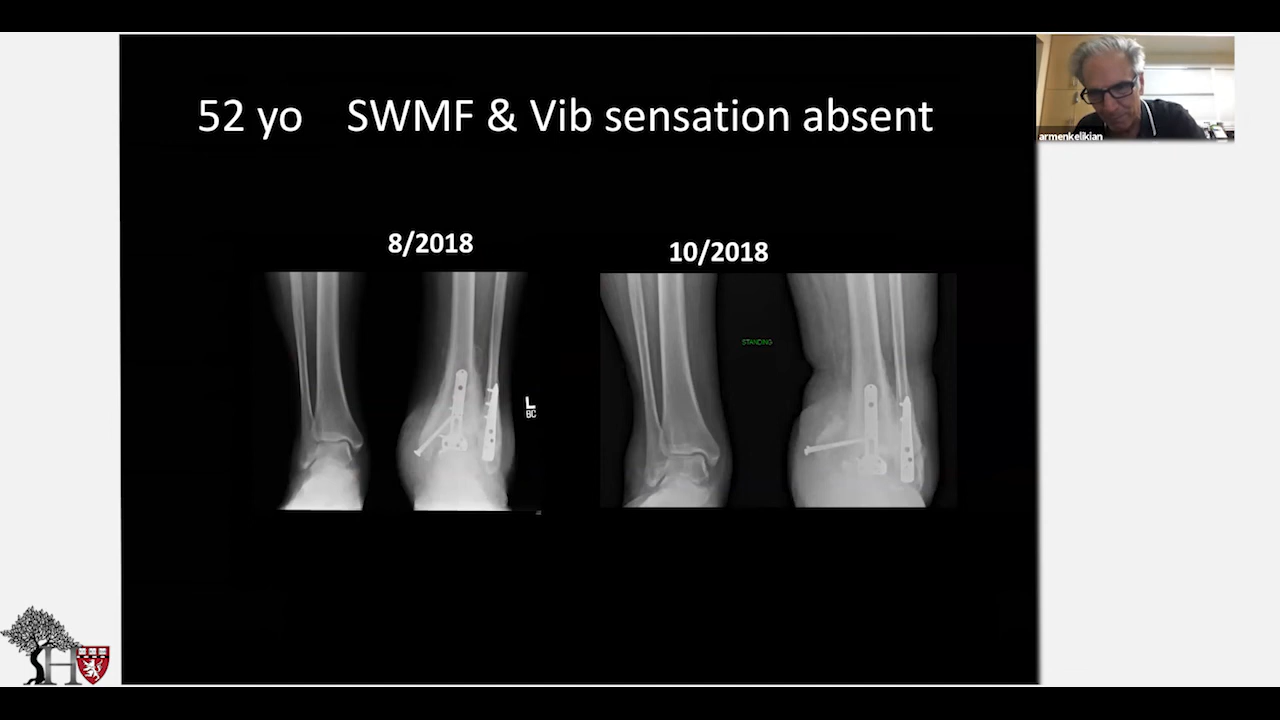 52 yo SWMF & Vib sensation absent
armenkelikian
8/2018
10/2018
STANDING
L
BC
H